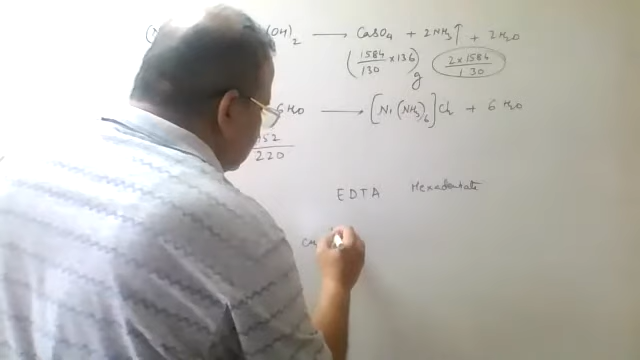 OH)₂ ⟶ CaSO₄ + 2NH₃↑ + 2H₂O
(1584/130 × 136) g 2 × 1584/130
6H₂O ⟶ [Ni(NH₃)₆]Cl₂ + 6H₂O
952
220
EDTA Hexadentate